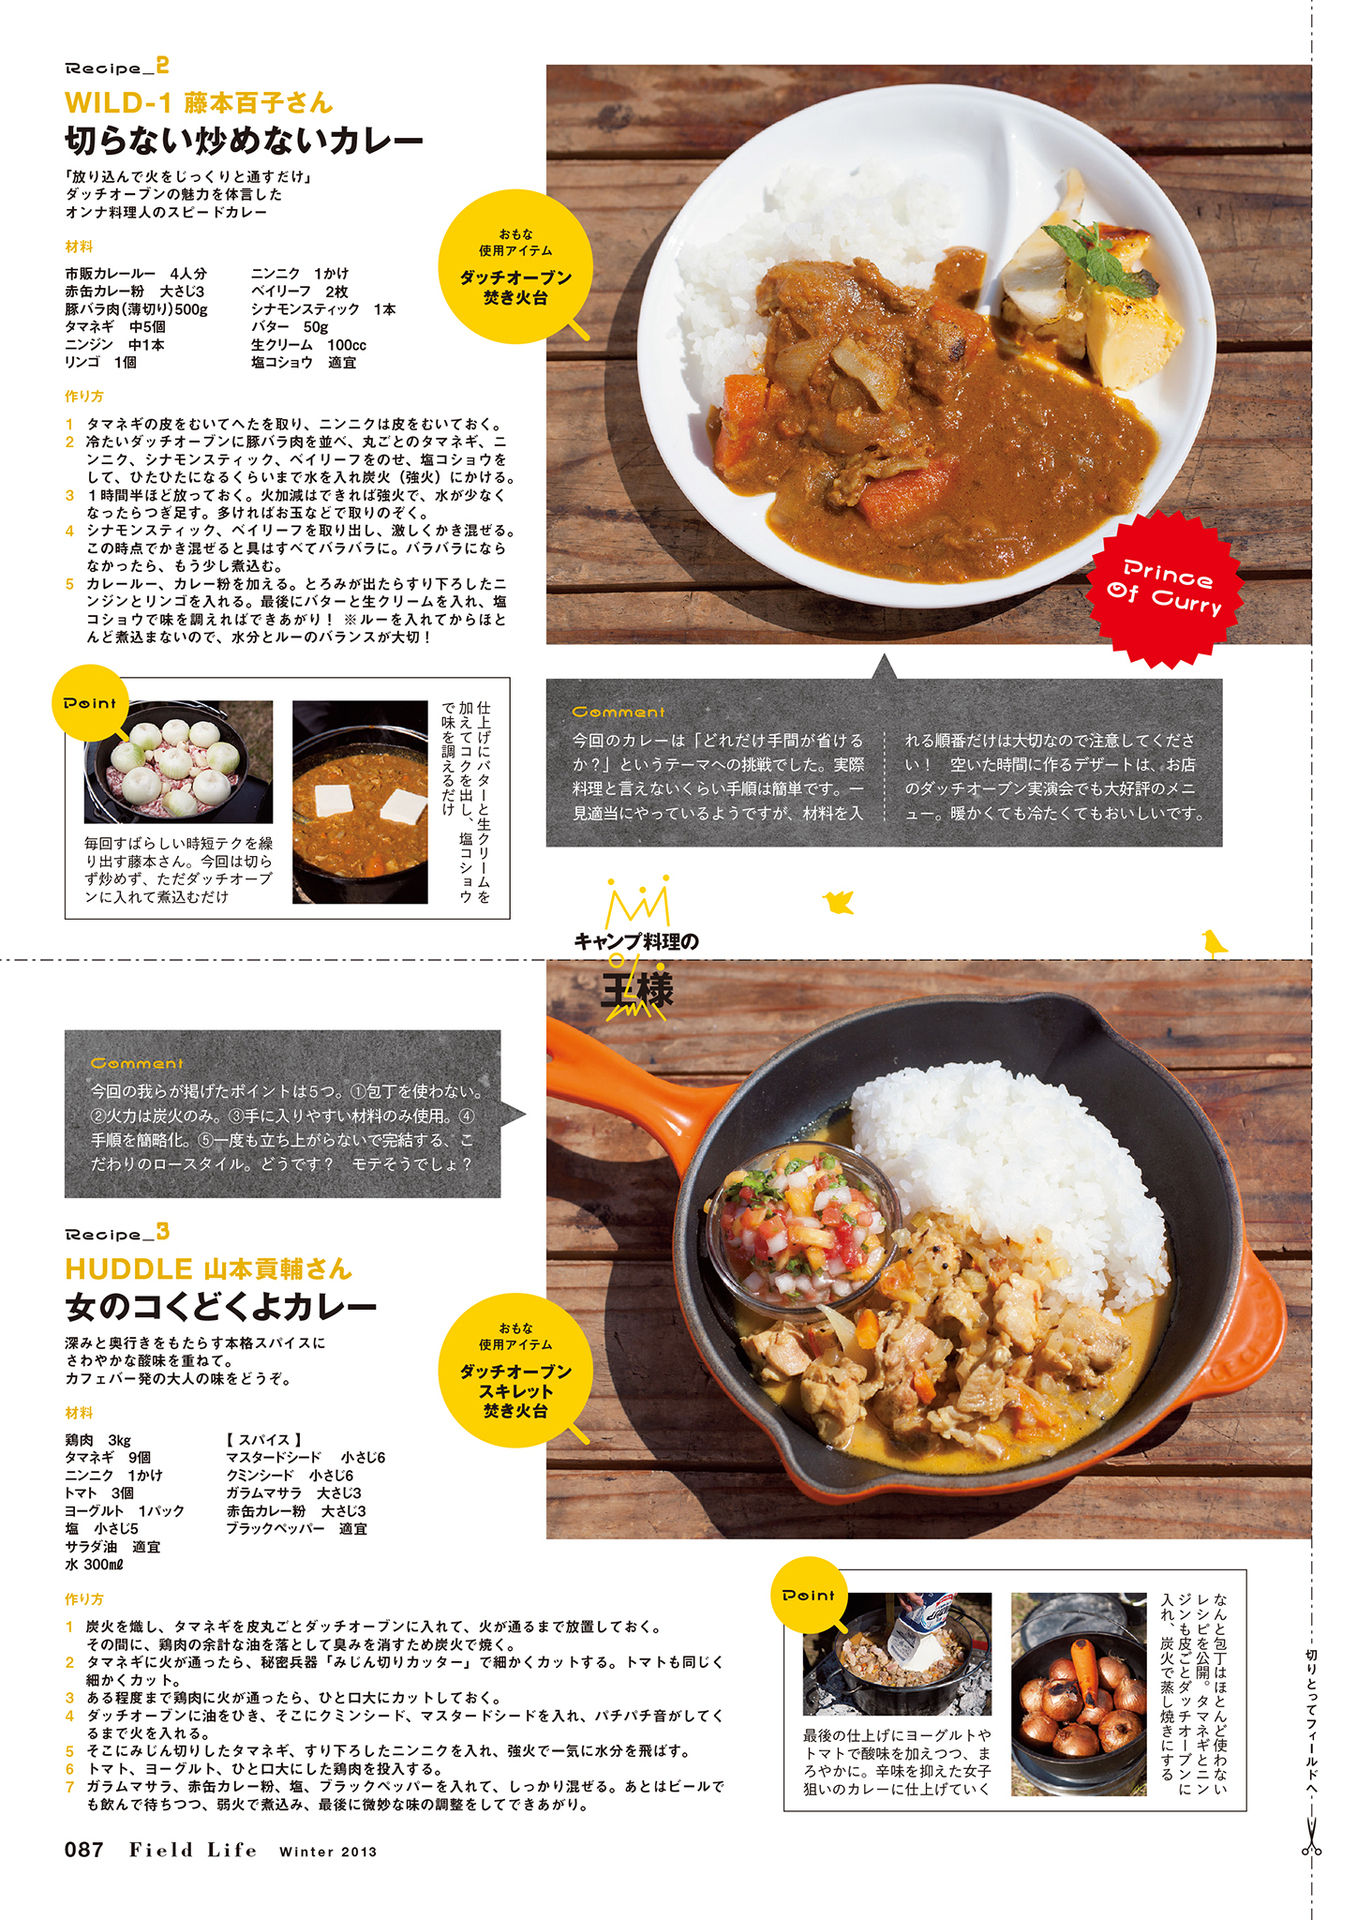 Recipe_2
WILD-1 藤本百子さん
切らない炒めないカレー
「放り込んで火をじっくりと通すだけ」
ダッチオーブンの魅力を体言した
オンナ料理人のスピードカレー
おもな
使用アイテム
ダッチオーブン
焚き火台
材料
市販カレールー　4人分
赤缶カレー粉　大さじ3
豚バラ肉(薄切り)500g
タマネギ　中5個
ニンジン　中1本
リンゴ　1個
ニンニク　1かけ
ベイリーフ　2枚
シナモンスティック　1本
バター　50g
生クリーム　100cc
塩コショウ　適宜
作り方
1 タマネギの皮をむいてへたを取り、ニンニクは皮をむいておく。
2 冷たいダッチオーブンに豚バラ肉を並べ、丸ごとのタマネギ、ニ
ンニク、シナモンスティック、ベイリーフをのせ、塩コショウを
して、ひたひたになるくらいまで水を入れ炭火（強火）にかける。
3 1時間半ほど放っておく。火加減はできれば強火で、水が少なく
なったらつぎ足す。多ければお玉などで取りのぞく。
4 シナモンスティック、ベイリーフを取り出し、激しくかき混ぜる。
この時点でかき混ぜると具はすべてバラバラに。バラバラになら
なかったら、もう少し煮込む。
5 カレールー、カレー粉を加える。とろみが出たらすり下ろしたニ
ンジンとリンゴを入れる。最後にバターと生クリームを入れ、塩
コショウで味を調えればできあがり！ ※ルーを入れてからほと
んど煮込まないので、水分とルーのバランスが大切！
Prince
Of Curry
Point
毎回すばらしい時短テクを繰
り出す藤本さん。今回は切ら
ず炒めず、ただダッチオーブ
ンに入れて煮込むだけ
仕上げにバターと生クリームを
加えてコクを出し、塩コショウ
で味を調えるだけ
Comment
今回のカレーは「どれだけ手間が省ける
か？」というテーマへの挑戦でした。実際
料理と言えないくらい手順は簡単です。一
見適当にやっているようですが、材料を入
れる順番だけは大切なので注意してくださ
い！　空いた時間に作るデザートは、お店
のダッチオーブン実演会でも大好評のメニ
ュー。暖かくても冷たくてもおいしいです。
キャンプ料理の
王様
Comment
今回の我らが掲げたポイントは5つ。①包丁を使わない。
②火力は炭火のみ。③手に入りやすい材料のみ使用。④
手順を簡略化。⑤一度も立ち上がらないで完結する、こ
だわりのロースタイル。どうです？　モテそうでしょ？
Recipe_3
HUDDLE 山本貢輔さん
女のコくどくよカレー
深みと奥行きをもたらす本格スパイスに
さわやかな酸味を重ねて。
カフェバー発の大人の味をどうぞ。
おもな
使用アイテム
ダッチオーブン
スキレット
焚き火台
材料
鶏肉　3kg
タマネギ　9個
ニンニク　1かけ
トマト　3個
ヨーグルト　1パック
塩　小さじ5
サラダ油　適宜
水 300㎖
【 スパイス 】
マスタードシード　小さじ6
クミンシード　小さじ6
ガラムマサラ　大さじ3
赤缶カレー粉　大さじ3
ブラックペッパー　適宜
作り方
1 炭火を熾し、タマネギを皮丸ごとダッチオーブンに入れて、火が通るまで放置しておく。
その間に、鶏肉の余計な油を落として臭みを消すため炭火で焼く。
2 タマネギに火が通ったら、秘密兵器「みじん切りカッター」で細かくカットする。トマトも同じく
細かくカット。
3 ある程度まで鶏肉に火が通ったら、ひと口大にカットしておく。
4 ダッチオーブンに油をひき、そこにクミンシード、マスタードシードを入れ、パチパチ音がしてく
るまで火を入れる。
5 そこにみじん切りしたタマネギ、すり下ろしたニンニクを入れ、強火で一気に水分を飛ばす。
6 トマト、ヨーグルト、ひと口大にした鶏肉を投入する。
7 ガラムマサラ、赤缶カレー粉、塩、ブラックペッパーを入れて、しっかり混ぜる。あとはビールで
も飲んで待ちつつ、弱火で煮込み、最後に微妙な味の調整をしてできあがり。
Point
最後の仕上げにヨーグルトや
トマトで酸味を加えつつ、ま
ろやかに。辛味を抑えた女子
狙いのカレーに仕上げていく
なんと包丁はほとんど使わない
レシピを公開。タマネギとニン
ジンも皮ごとダッチオーブンに
入れ、炭火で蒸し焼きにする
切りとってフィールドへ
087 Field Life Winter 2013